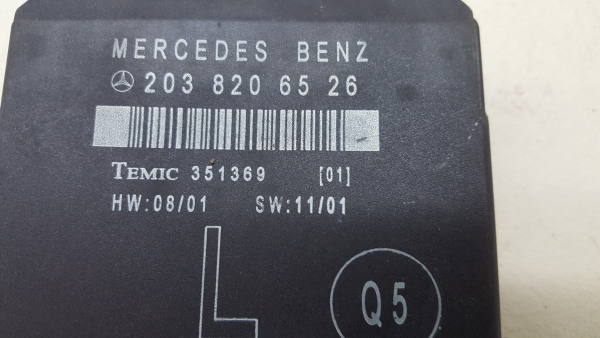 MERCEDES BENZ
203 820 65 26
TEMIC 351369 [01]
HW:08/01 SW:11/01
L
Q5